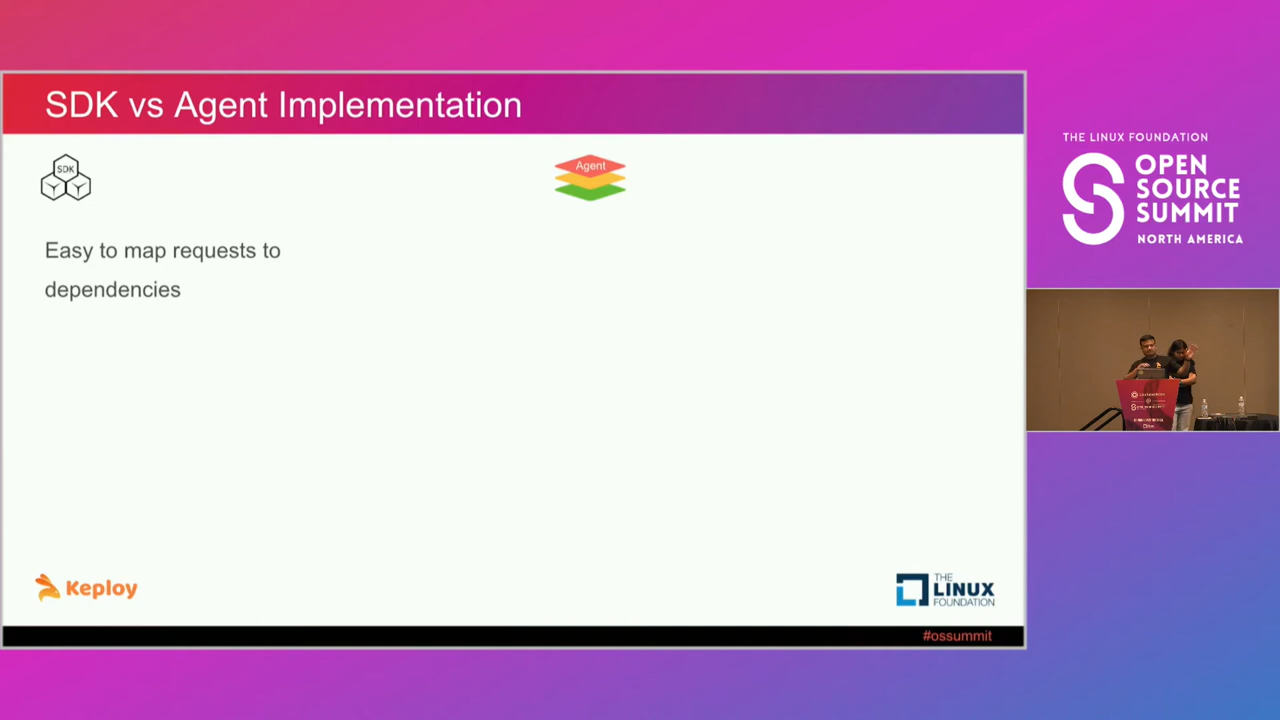 SDK vs Agent Implementation
SDK
Agent
Easy to map requests to
dependencies
Keploy
THE
LINUX
FOUNDATION
#ossummit
THE LINUX FOUNDATION
OPEN
SOURCE
SUMMIT
NORTH AMERICA